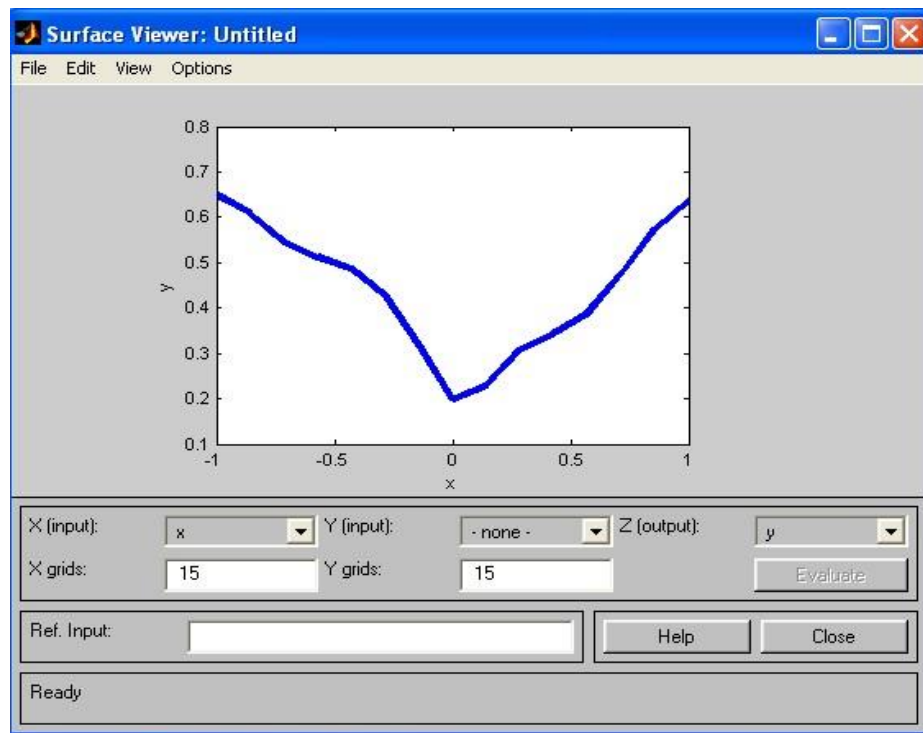 Surface Viewer: Untitled
File Edit View Options
0.8
0.7
0.6
0.5
0.4
0.3
0.2
0.1
y
-1 -0.5 0 0.5 1
x
X (input): x Y (input): - none - Z (output): y
X grids: 15 Y grids: 15 Evaluate
Ref. Input: Help Close
Ready